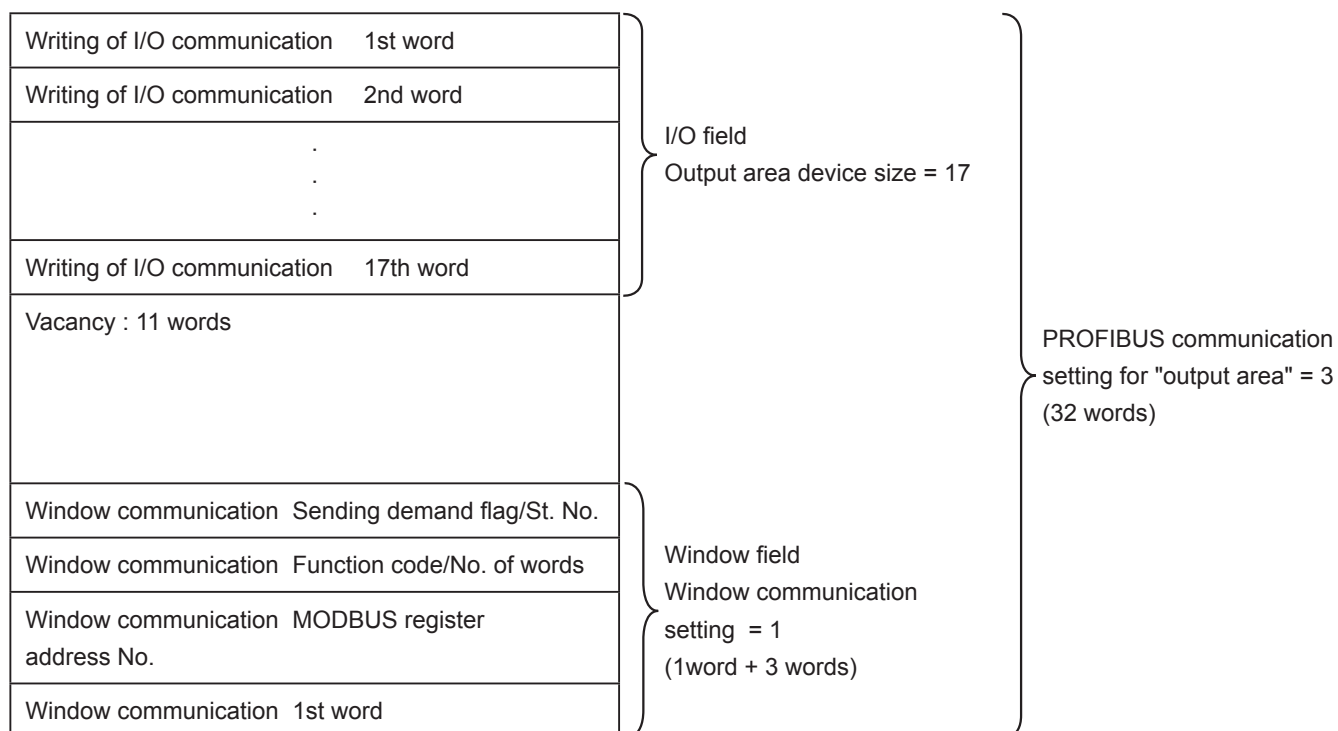 Writing of I/O communication 1st word
Writing of I/O communication 2nd word
.
.
.
Writing of I/O communication 17th word
I/O field
Output area device size = 17
Vacancy : 11 words
PROFIBUS communication
setting for "output area" = 3
(32 words)
Window communication Sending demand flag/St. No.
Window communication Function code/No. of words
Window communication MODBUS register
address No.
Window communication 1st word
Window field
Window communication
setting = 1
(1word + 3 words)